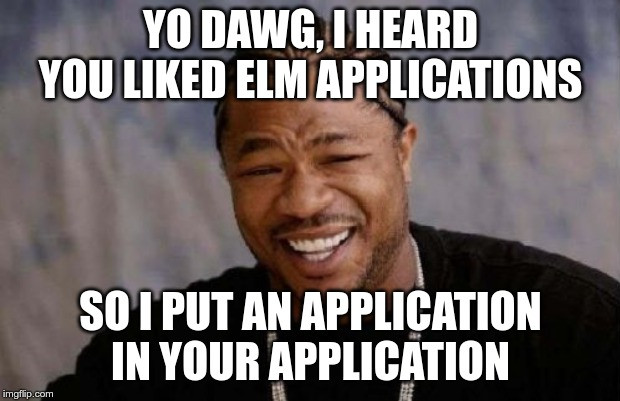 YO DAWG, I HEARD
YOU LIKED ELM APPLICATIONS
SO I PUT AN APPLICATION
IN YOUR APPLICATION
imgflip.com